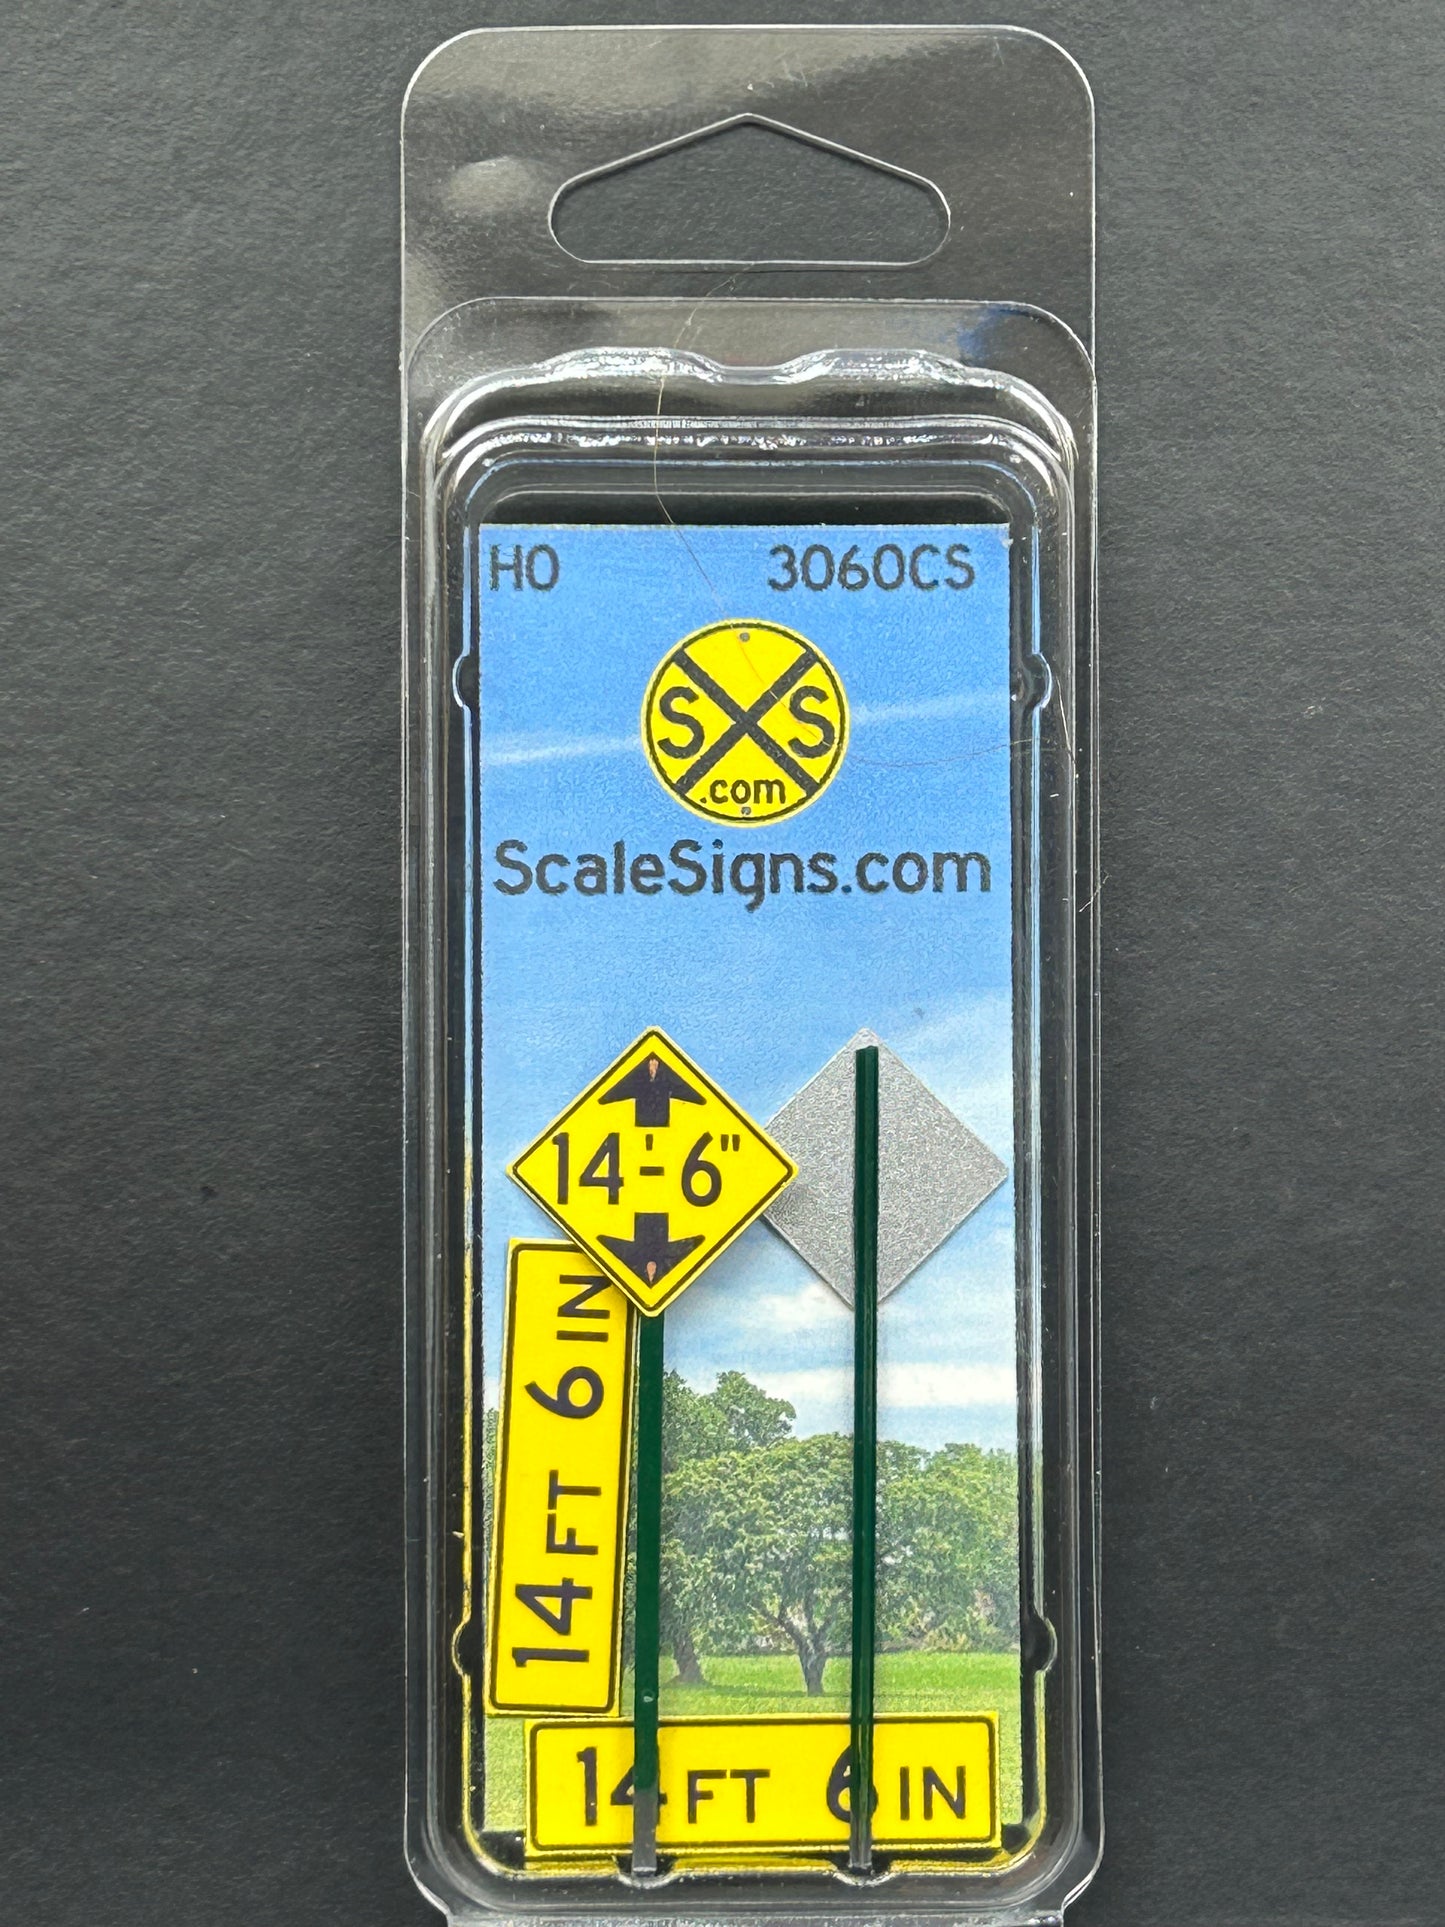 HO 3060CS
S S
.com
ScaleSigns.com
14'-6"
14 FT 6 IN
14 FT 6 IN